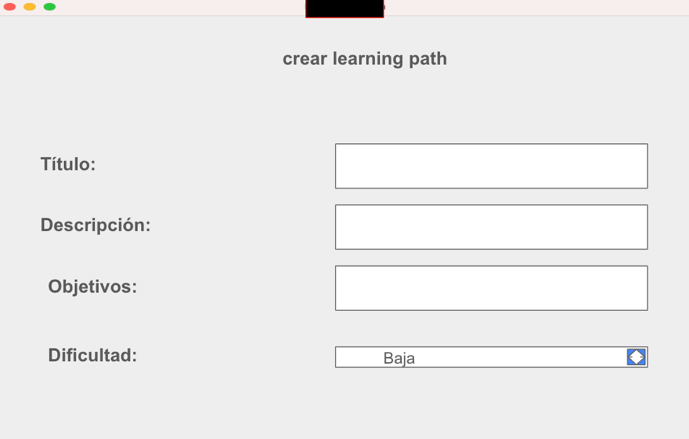 crear learning path
Título:
Descripción:
Objetivos:
Dificultad:
Baja